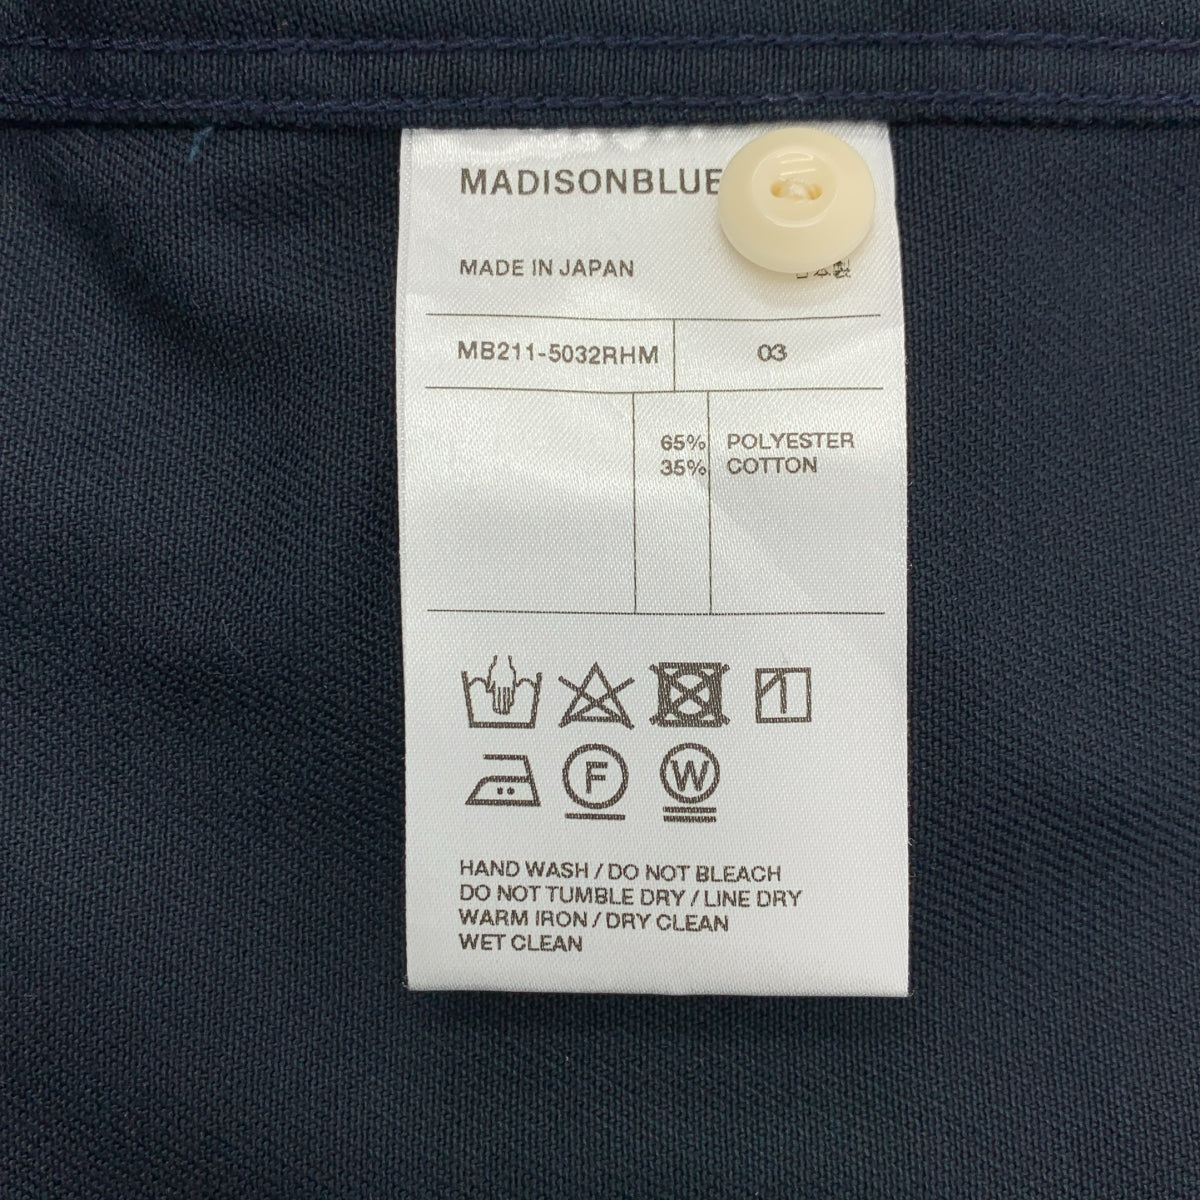 MADISONBLUE
MADE IN JAPAN
MB211-5032RHM 03
65% POLYESTER
35% COTTON
F W
HAND WASH / DO NOT BLEACH
DO NOT TUMBLE DRY / LINE DRY
WARM IRON / DRY CLEAN
WET CLEAN